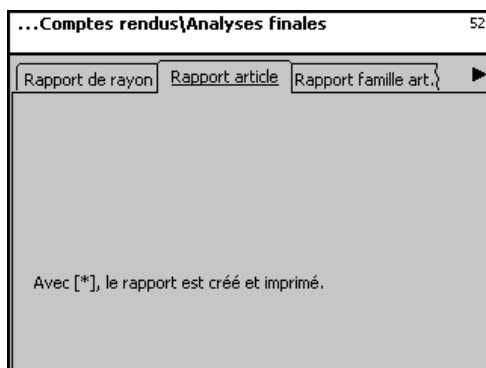 ...Comptes rendus\Analyses finales 52
Rapport de rayon Rapport article Rapport famille art.
Avec [*], le rapport est créé et imprimé.